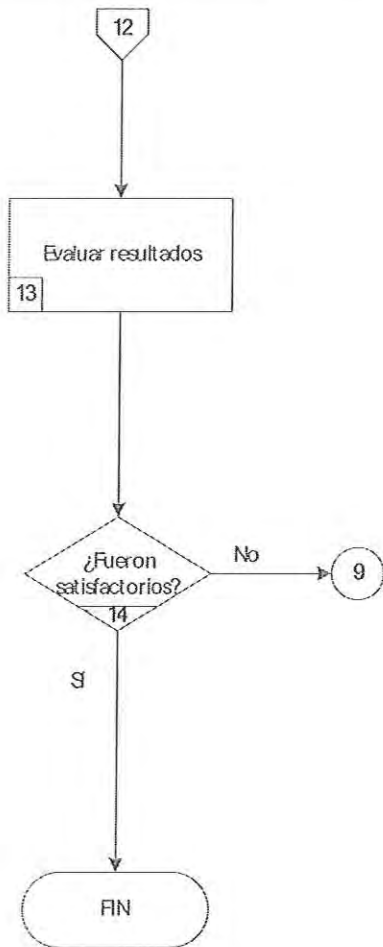 12
Evaluar resultados
13
¿Fueron
satisfactorios?
14
No
9
Sí
FIN